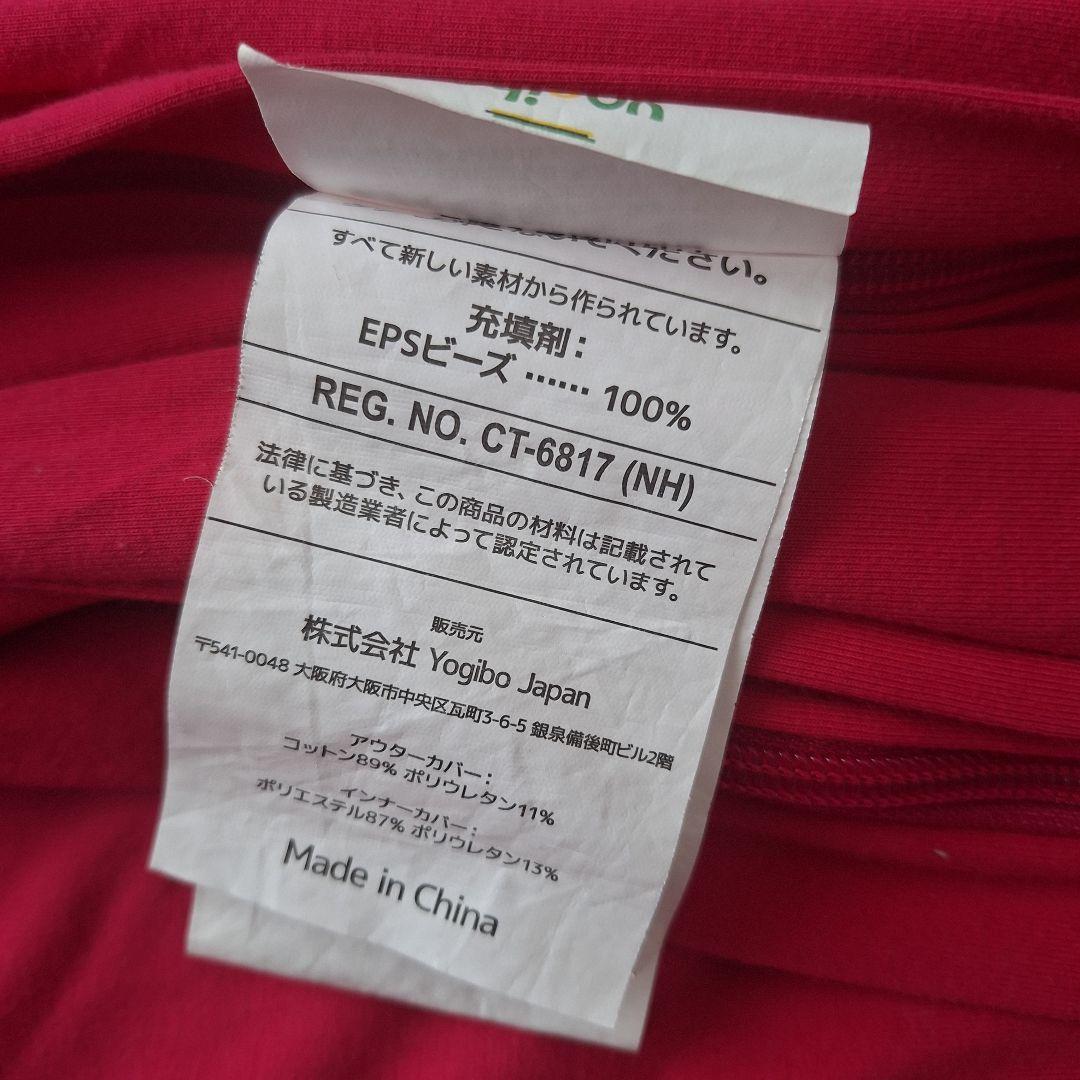 ください。
すべて新しい素材から作られています。
充填剤：
EPSビーズ ...... 100%
REG. NO. CT-6817 (NH)
法律に基づき、この商品の材料は記載されて
いる製造業者によって認定されています。
販売元
株式会社 Yogibo Japan
〒541-0048 大阪府大阪市中央区瓦町3-6-5 銀泉備後町ビル2階
アウターカバー：
コットン89% ポリウレタン11%
インナーカバー：
ポリエステル87% ポリウレタン13%
Made in China